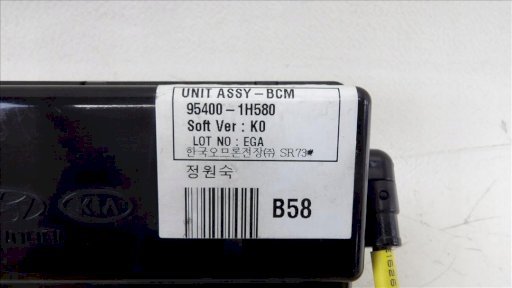 UNIT ASSY-BCM
95400-1H580
Soft Ver : K0
LOT NO : EGA
한국오므론전장㈜ SR73#
정원숙
B58
KIA